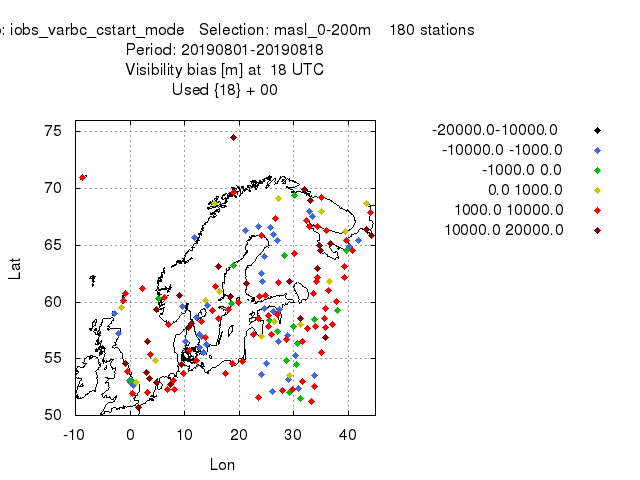 : iobs_varbc_cstart_mode Selection: masl_0-200m 180 stations
Period: 20190801-20190818
Visibility bias [m] at 18 UTC
Used {18} + 00
75
70
65
60
55
50
-10 0 10 20 30 40
Lat
Lon
-20000.0-10000.0
-10000.0 -1000.0
-1000.0 0.0
0.0 1000.0
1000.0 10000.0
10000.0 20000.0